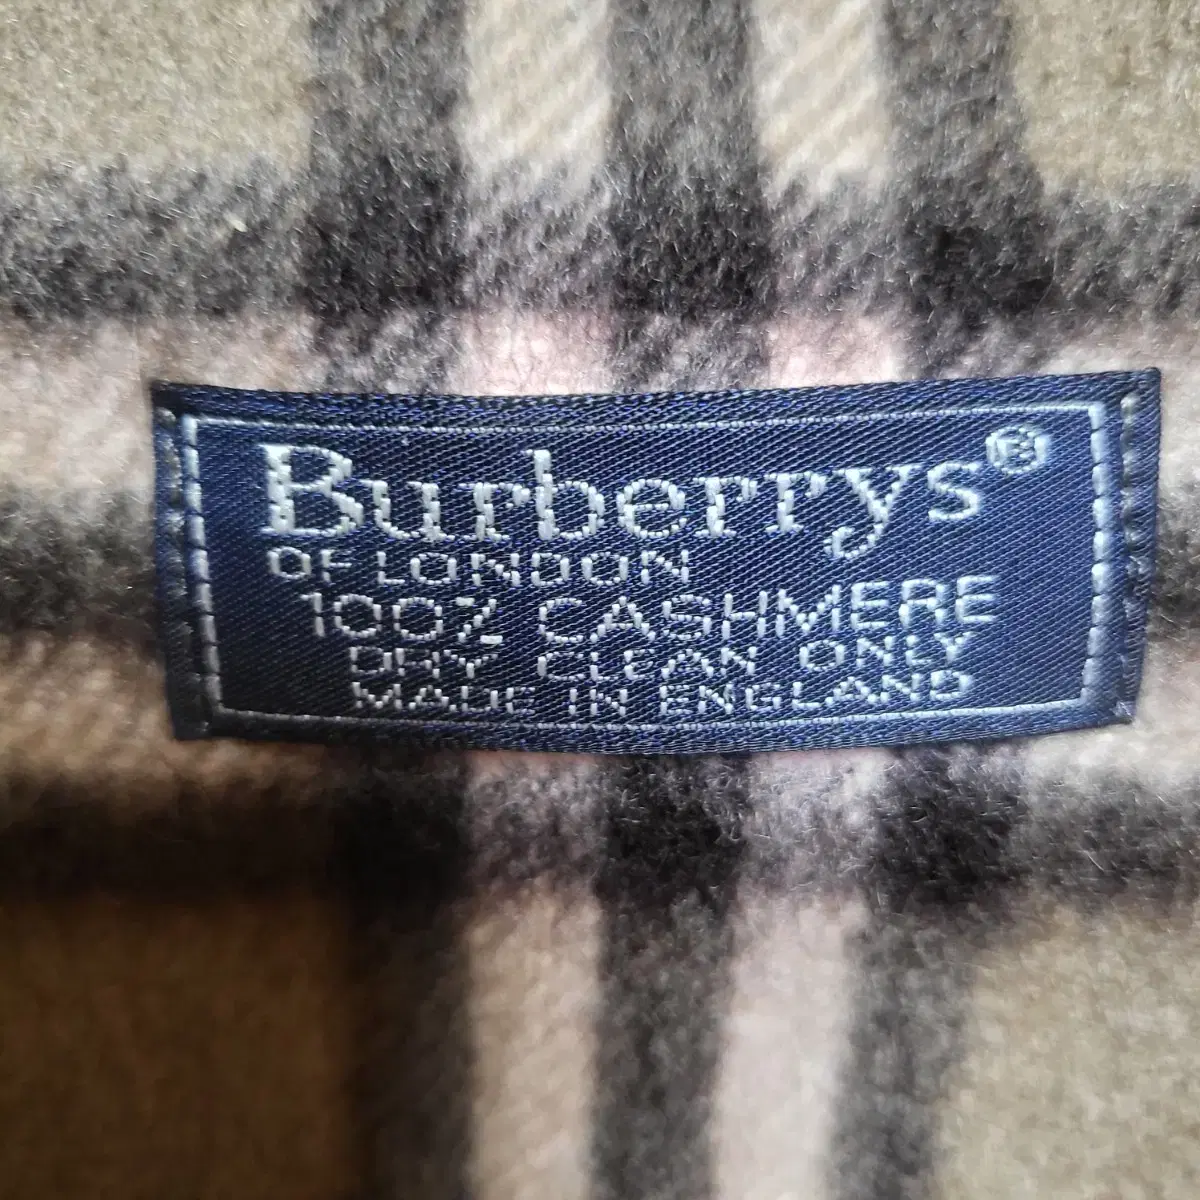 Burberrys®
OF LONDON
100% CASHMERE
DRY CLEAN ONLY
MADE IN ENGLAND